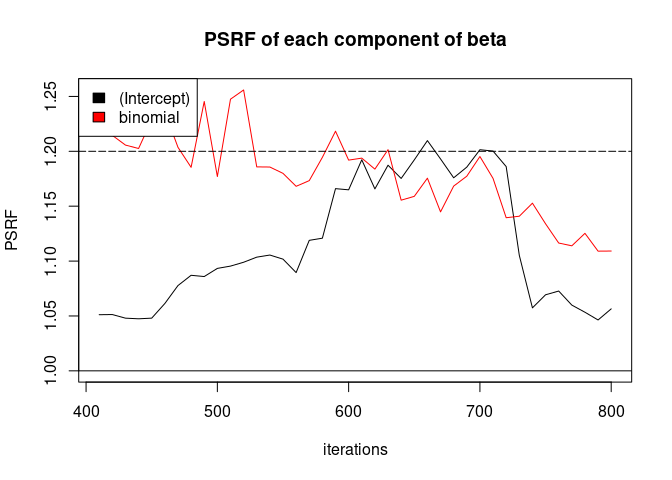 PSRF of each component of beta
(Intercept)
binomial
PSRF
1.25
1.20
1.15
1.10
1.05
1.00
400 500 600 700 800
iterations